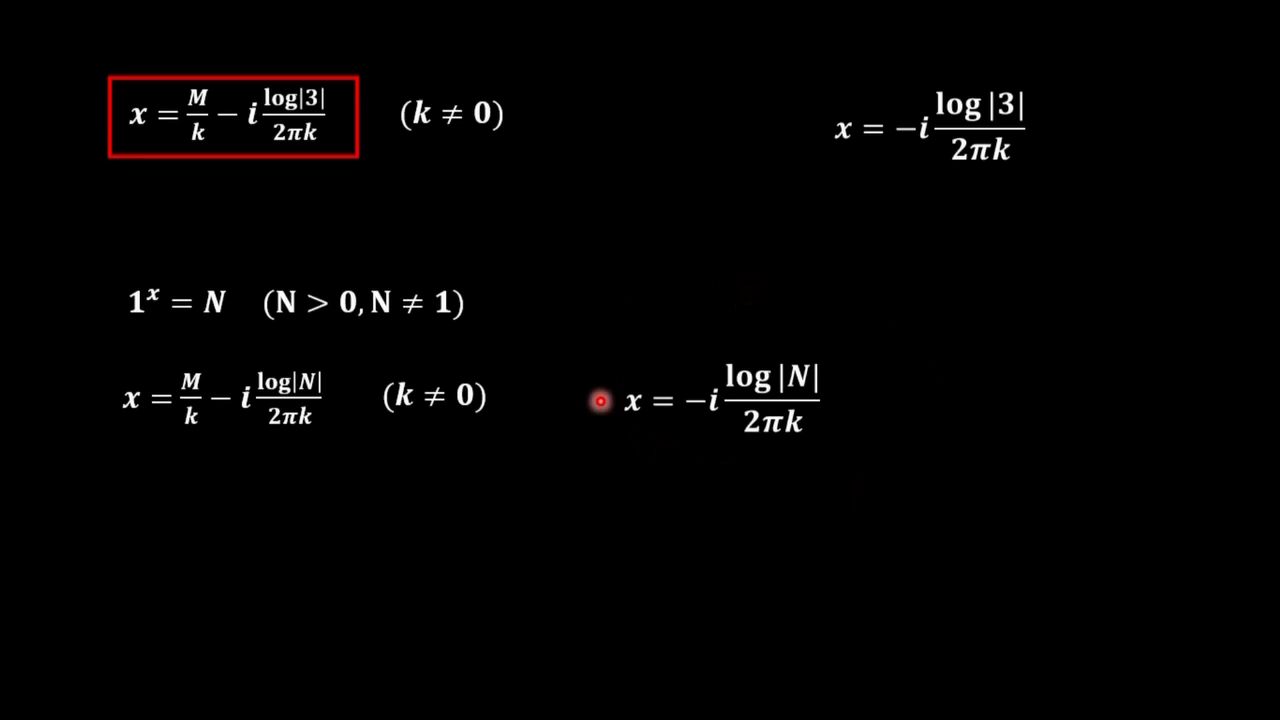 x = M/k − i log|3|/2πk (k ≠ 0)
x = −i log|3|/2πk
1^x = N (N > 0, N ≠ 1)
x = M/k − i log|N|/2πk (k ≠ 0)
x = −i log|N|/2πk